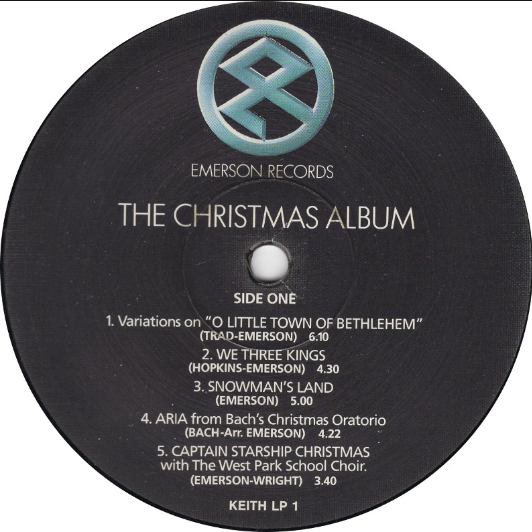 EMERSON RECORDS
THE CHRISTMAS ALBUM
SIDE ONE
1. Variations on "O LITTLE TOWN OF BETHLEHEM"
(TRAD-EMERSON) 6.10
2. WE THREE KINGS
(HOPKINS-EMERSON) 4.30
3. SNOWMAN'S LAND
(EMERSON) 5.00
4. ARIA from Bach's Christmas Oratorio
(BACH-Arr. EMERSON) 4.22
5. CAPTAIN STARSHIP CHRISTMAS
with The West Park School Choir.
(EMERSON-WRIGHT) 3.40
KEITH LP 1